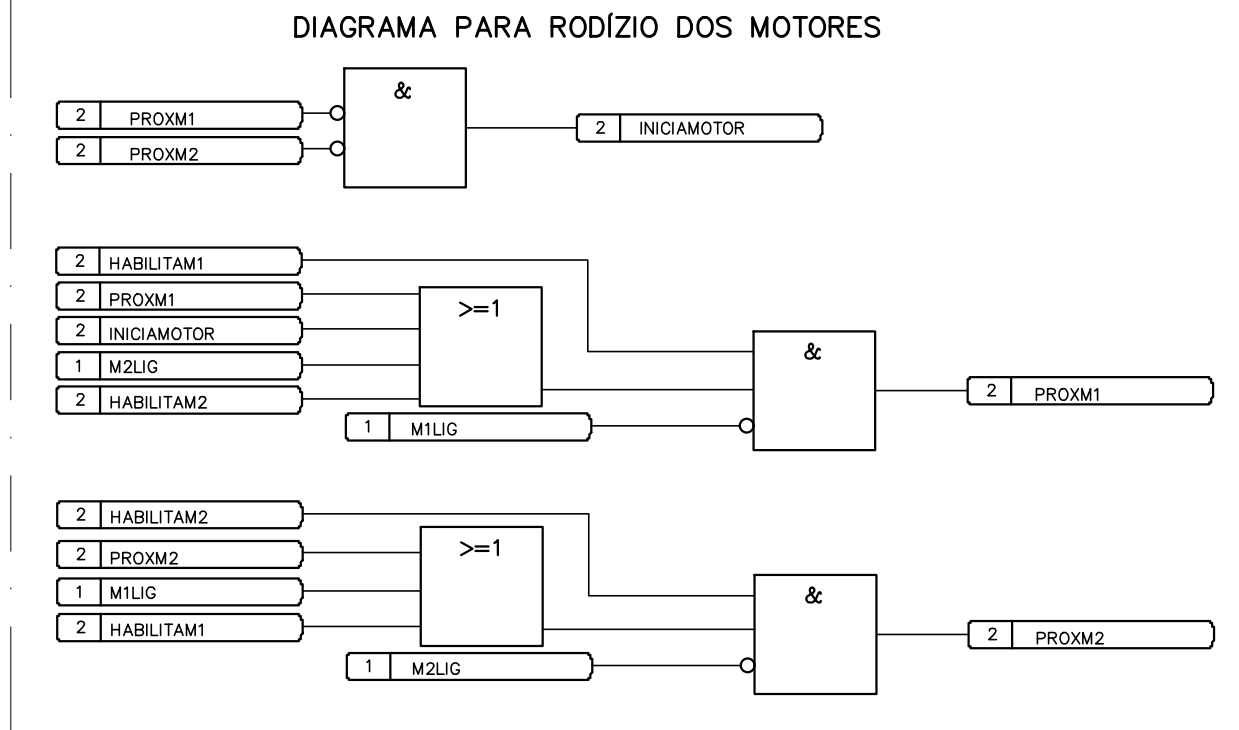 DIAGRAMA PARA RODÍZIO DOS MOTORES
&
2 PROXM1
2 INICIAMOTOR
2 PROXM2
2 HABILITAM1
2 PROXM1
>=1
2 INICIAMOTOR
&
1 M2LIG
2 PROXM1
2 HABILITAM2
1 M1LIG
2 HABILITAM2
2 PROXM2
>=1
1 M1LIG
&
2 HABILITAM1
2 PROXM2
1 M2LIG